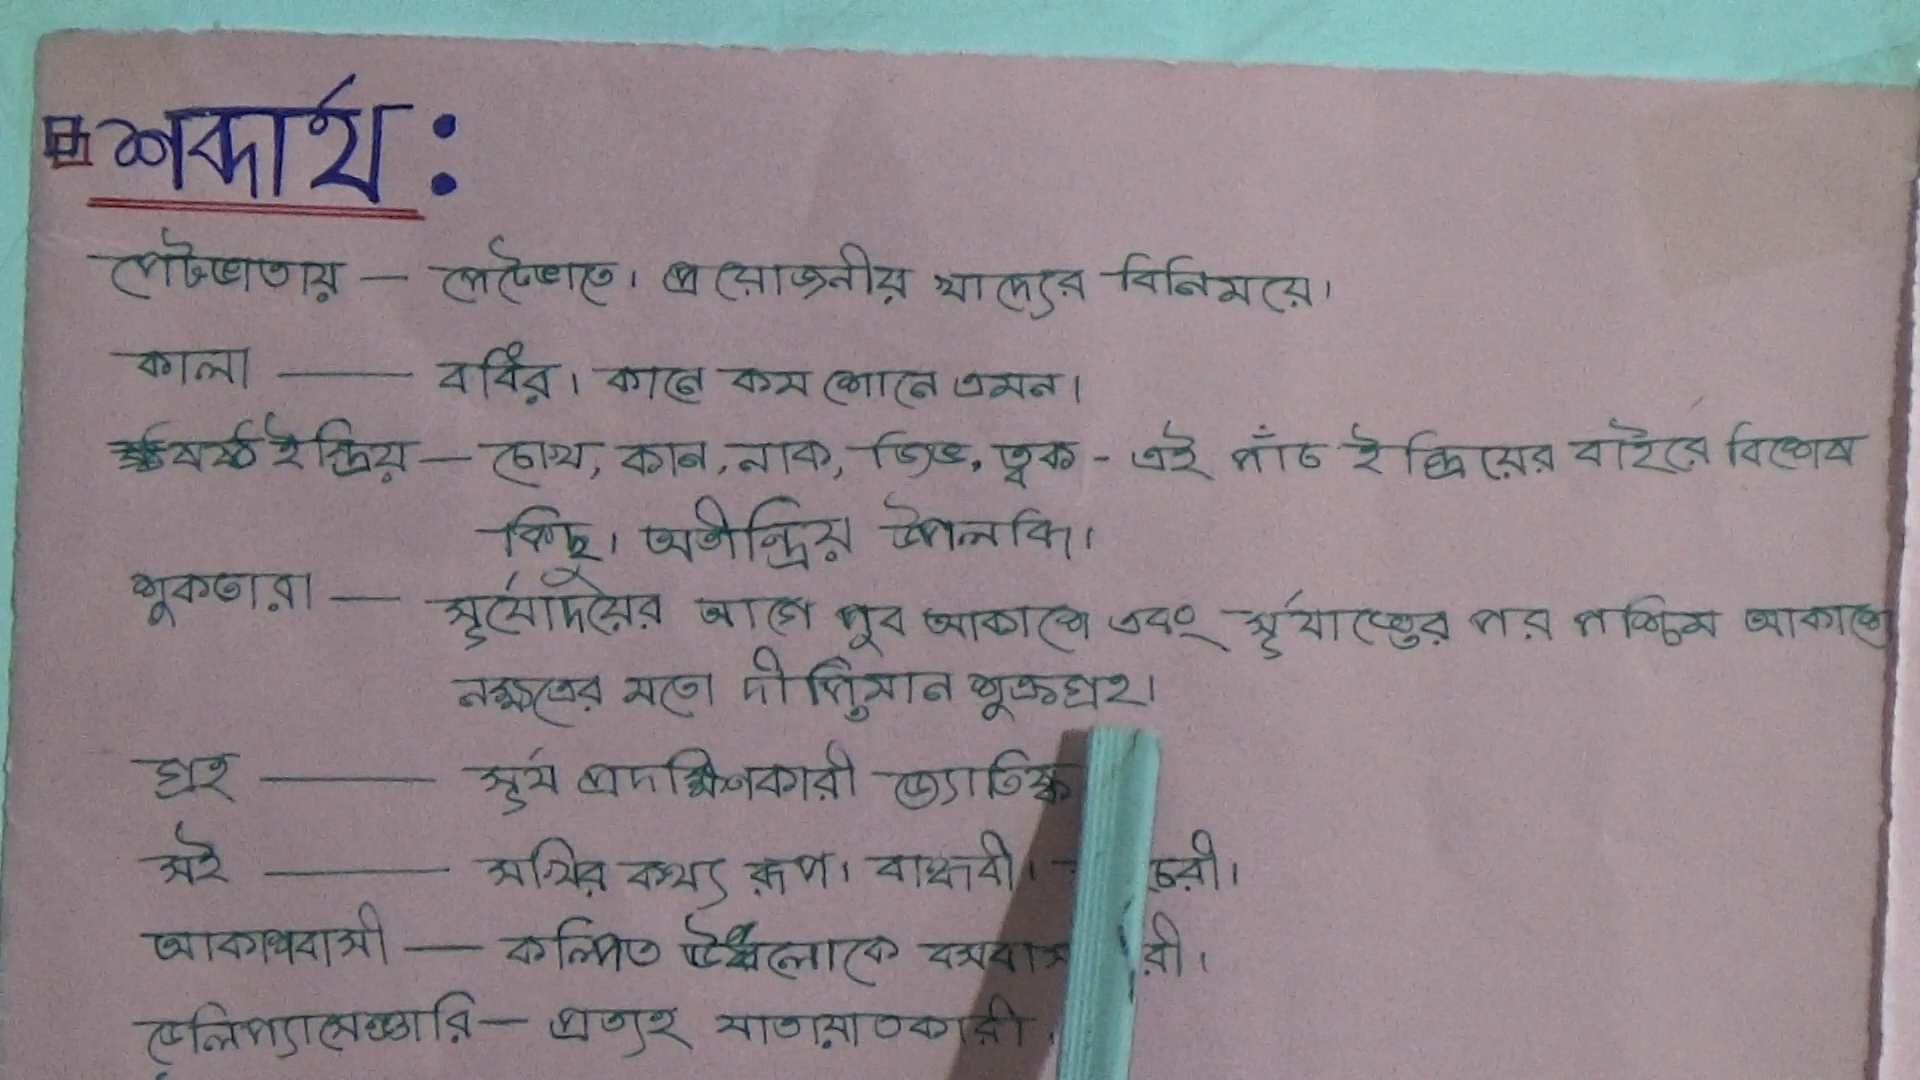 শব্দার্থ :
পেটভাতায় — পেটেভাতে। প্রয়োজনীয় খাদ্যের বিনিময়ে।
কালা — বধির। কানে কম শোনে এমন।
ষষ্ঠ ইন্দ্রিয় — চোখ, কান, নাক, জিভ, ত্বক - এই পাঁচ ইন্দ্রিয়ের বাইরে বিশেষ
কিছু। অতীন্দ্রিয় উপলব্ধি।
শুকতারা — সূর্যোদয়ের আগে পুব আকাশে এবং সূর্যাস্তের পর পশ্চিম আকাশে
নক্ষত্রের মতো দীপ্তিমান শুক্রগ্রহ।
গ্রহ — সূর্য প্রদক্ষিণকারী জ্যোতিষ্ক
সই — সখির কথ্য রূপ। বান্ধবী। চরী।
আকাশবাসী — কল্পিত ঊর্ধ্বলোকে বসবাস রী।
ডেলিপ্যাসেঞ্জারি — প্রত্যহ যাতায়াতকারী।